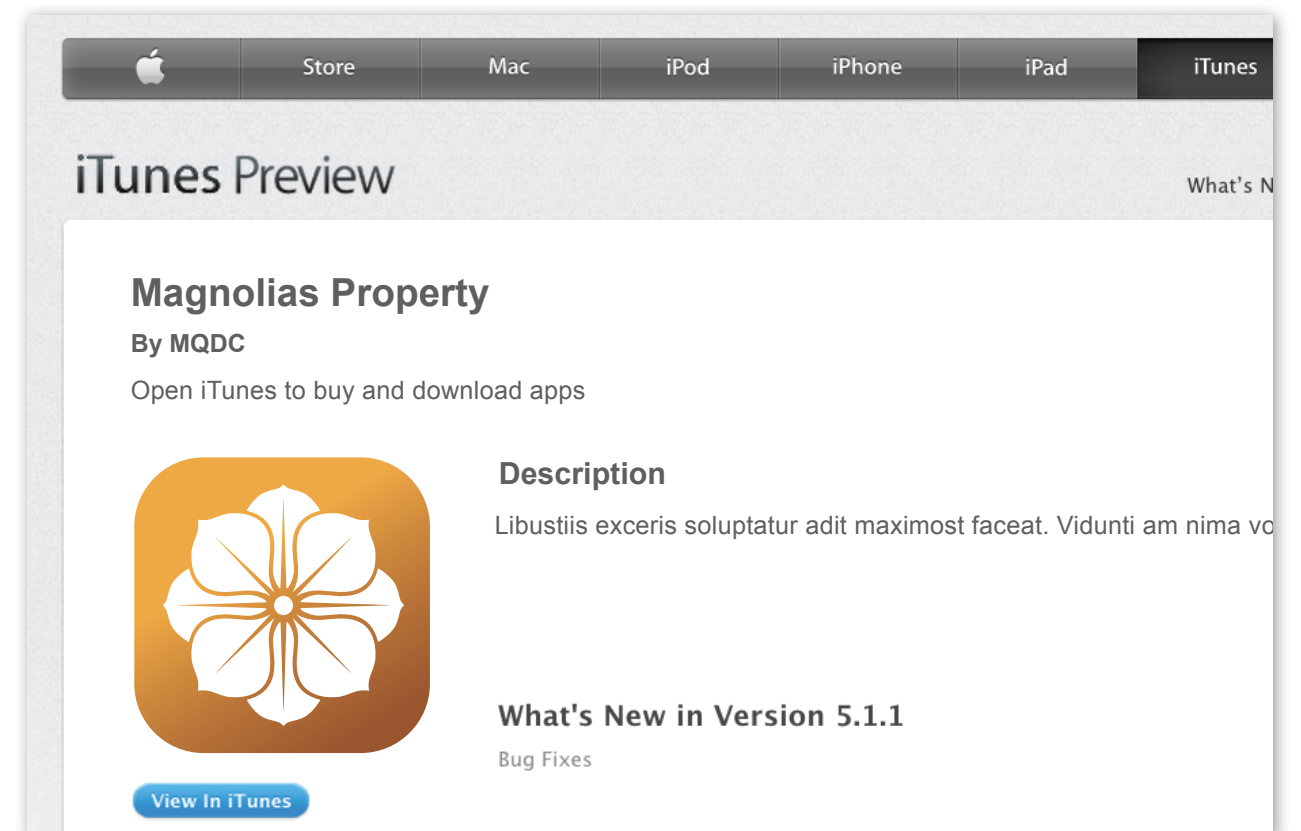 Store Mac iPod iPhone iPad iTunes
iTunes Preview
What's N
Magnolias Property
By MQDC
Open iTunes to buy and download apps
Description
Libustiis exceris soluptatur adit maximost faceat. Vidunti am nima vo
What's New in Version 5.1.1
Bug Fixes
View In iTunes